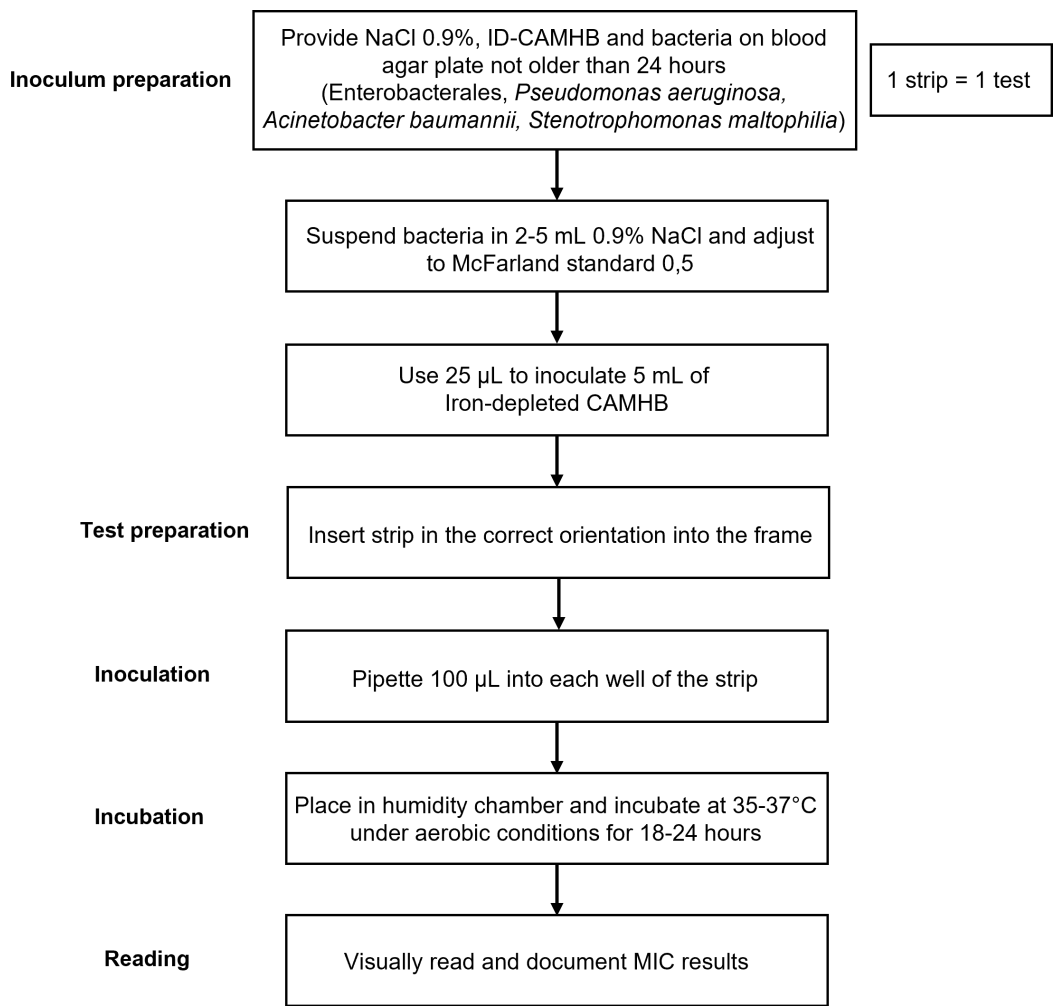 Inoculum preparation
Provide NaCl 0.9%, ID-CAMHB and bacteria on blood
agar plate not older than 24 hours
(Enterobacterales, Pseudomonas aeruginosa,
Acinetobacter baumannii, Stenotrophomonas maltophilia)
1 strip = 1 test
Suspend bacteria in 2-5 mL 0.9% NaCl and adjust
to McFarland standard 0,5
Use 25 µL to inoculate 5 mL of
Iron-depleted CAMHB
Test preparation
Insert strip in the correct orientation into the frame
Inoculation
Pipette 100 µL into each well of the strip
Incubation
Place in humidity chamber and incubate at 35-37°C
under aerobic conditions for 18-24 hours
Reading
Visually read and document MIC results